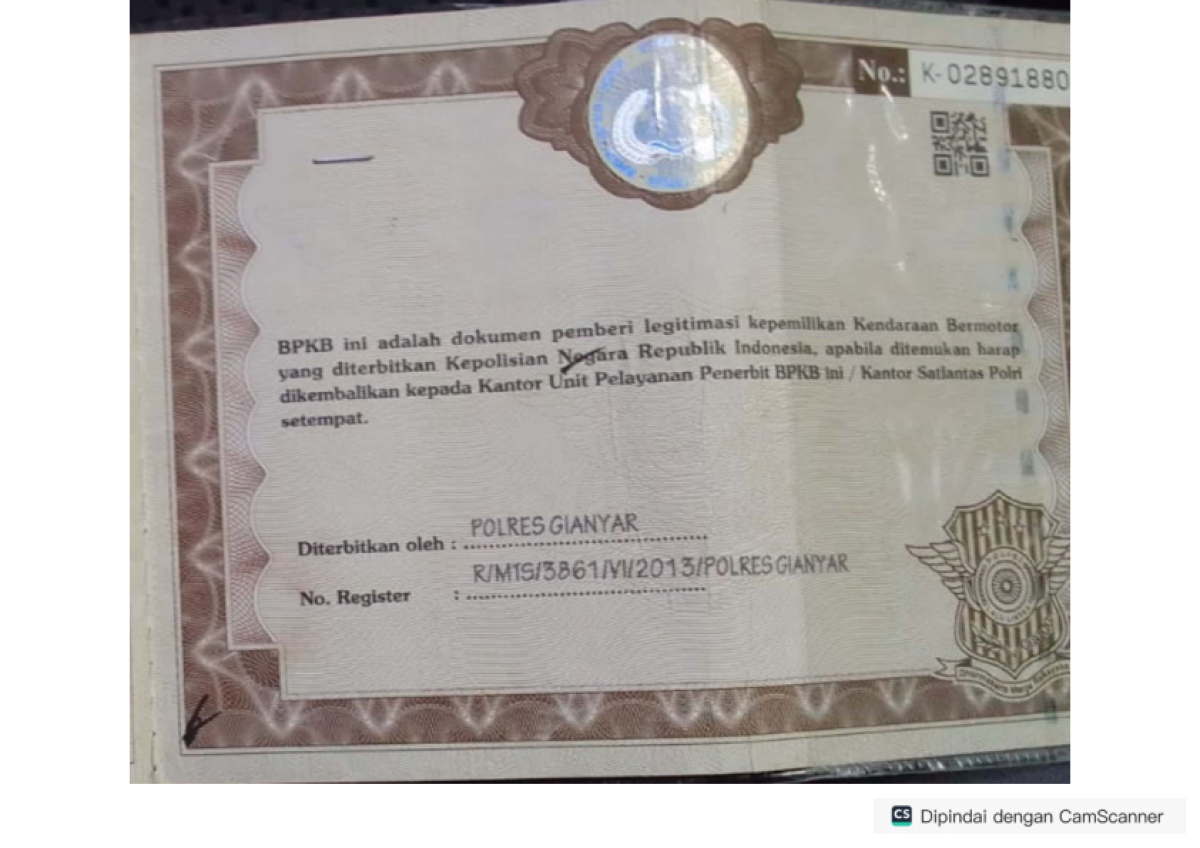 No.: K-02891880
BPKB ini adalah dokumen pemberi legitimasi kepemilikan Kendaraan Bermotor
yang diterbitkan Kepolisian Negara Republik Indonesia, apabila ditemukan harap
dikembalikan kepada Kantor Unit Pelayanan Penerbit BPKB ini / Kantor Satlantas Polri
setempat.
Diterbitkan oleh : POLRES GIANYAR
No. Register : R/MTS/3861/VI/2013/POLRES GIANYAR
CS Dipindai dengan CamScanner